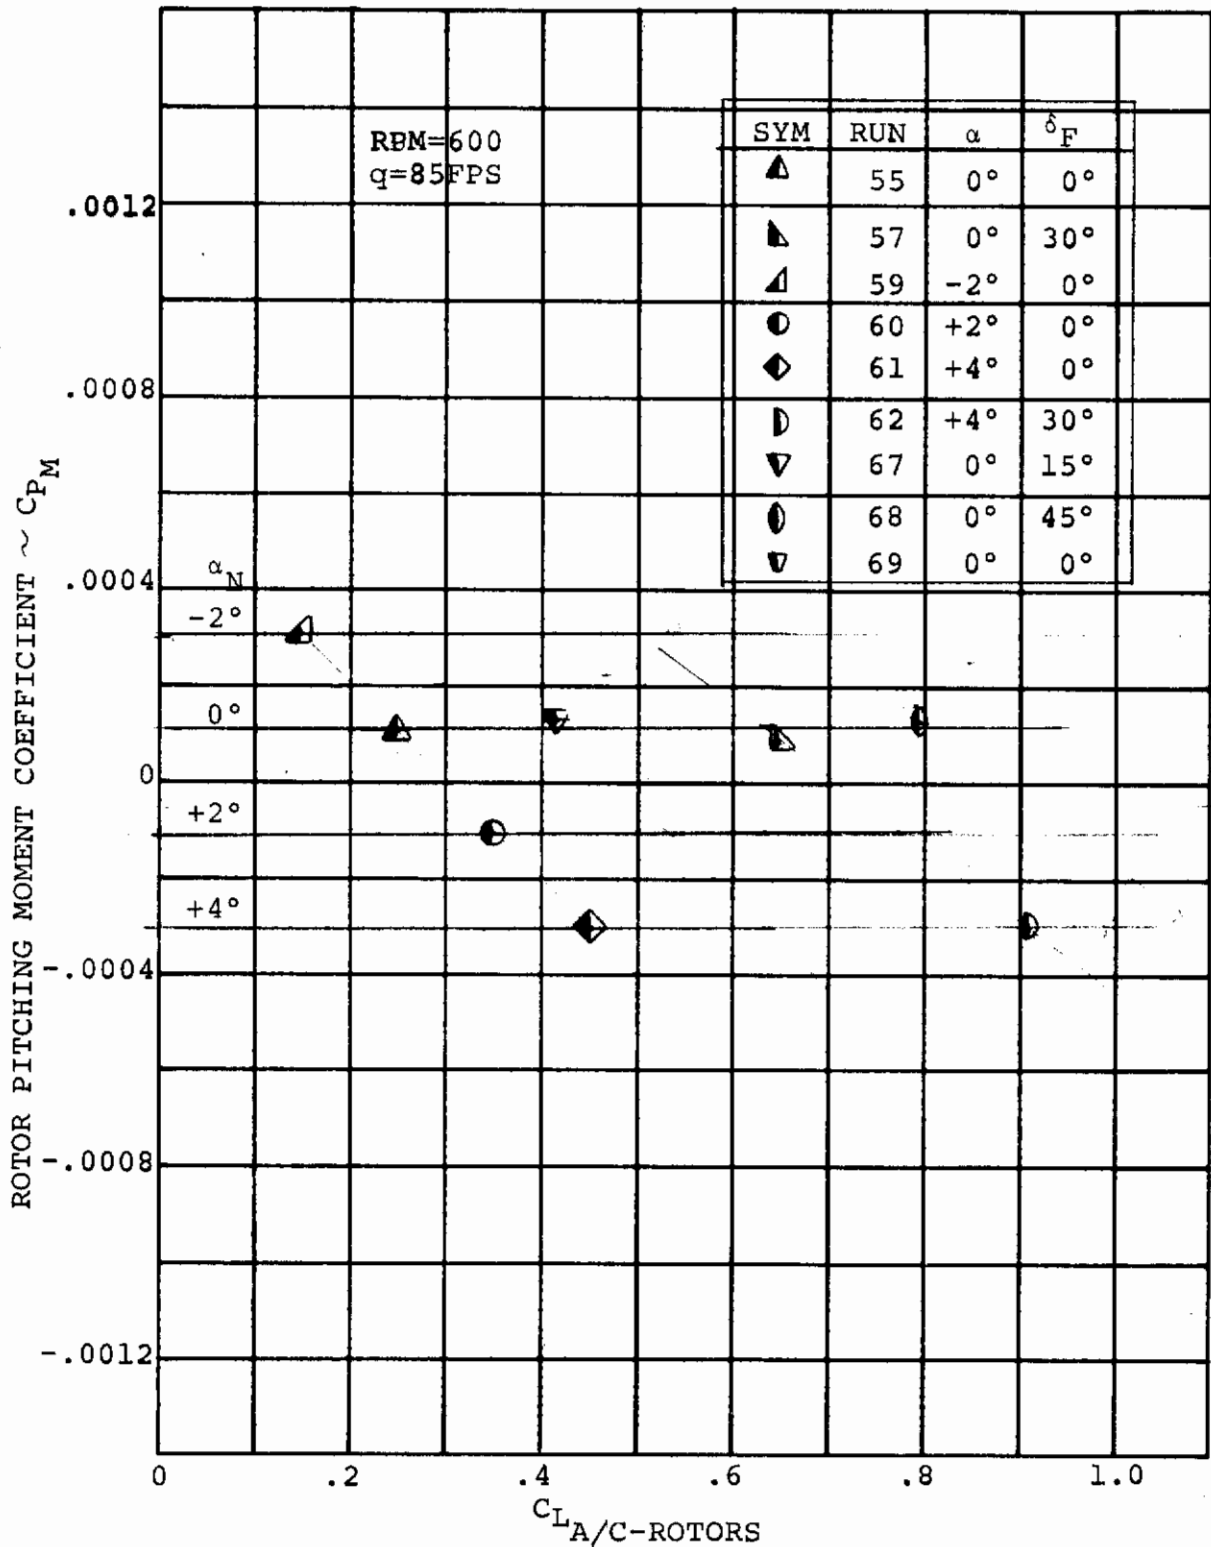 RPM=600
q=85FPS
SYM RUN α δF
55 0° 0°
57 0° 30°
59 -2° 0°
60 +2° 0°
61 +4° 0°
62 +4° 30°
67 0° 15°
68 0° 45°
69 0° 0°
.0012
.0008
.0004
0
-.0004
-.0008
-.0012
αN
-2°
0°
+2°
+4°
ROTOR PITCHING MOMENT COEFFICIENT ~ CPM
0 .2 .4 .6 .8 1.0
CLA/C-ROTORS